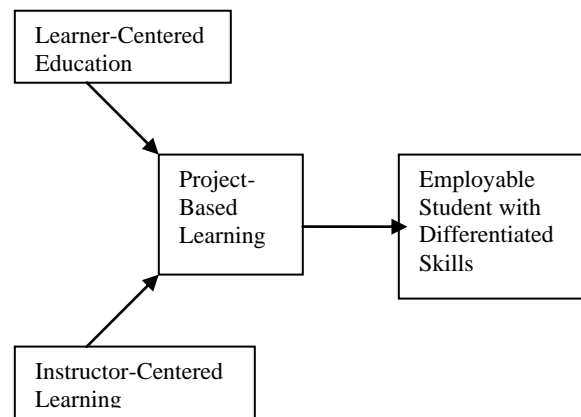 Learner-Centered
Education
Project-
Based
Learning
Employable
Student with
Differentiated
Skills
Instructor-Centered
Learning